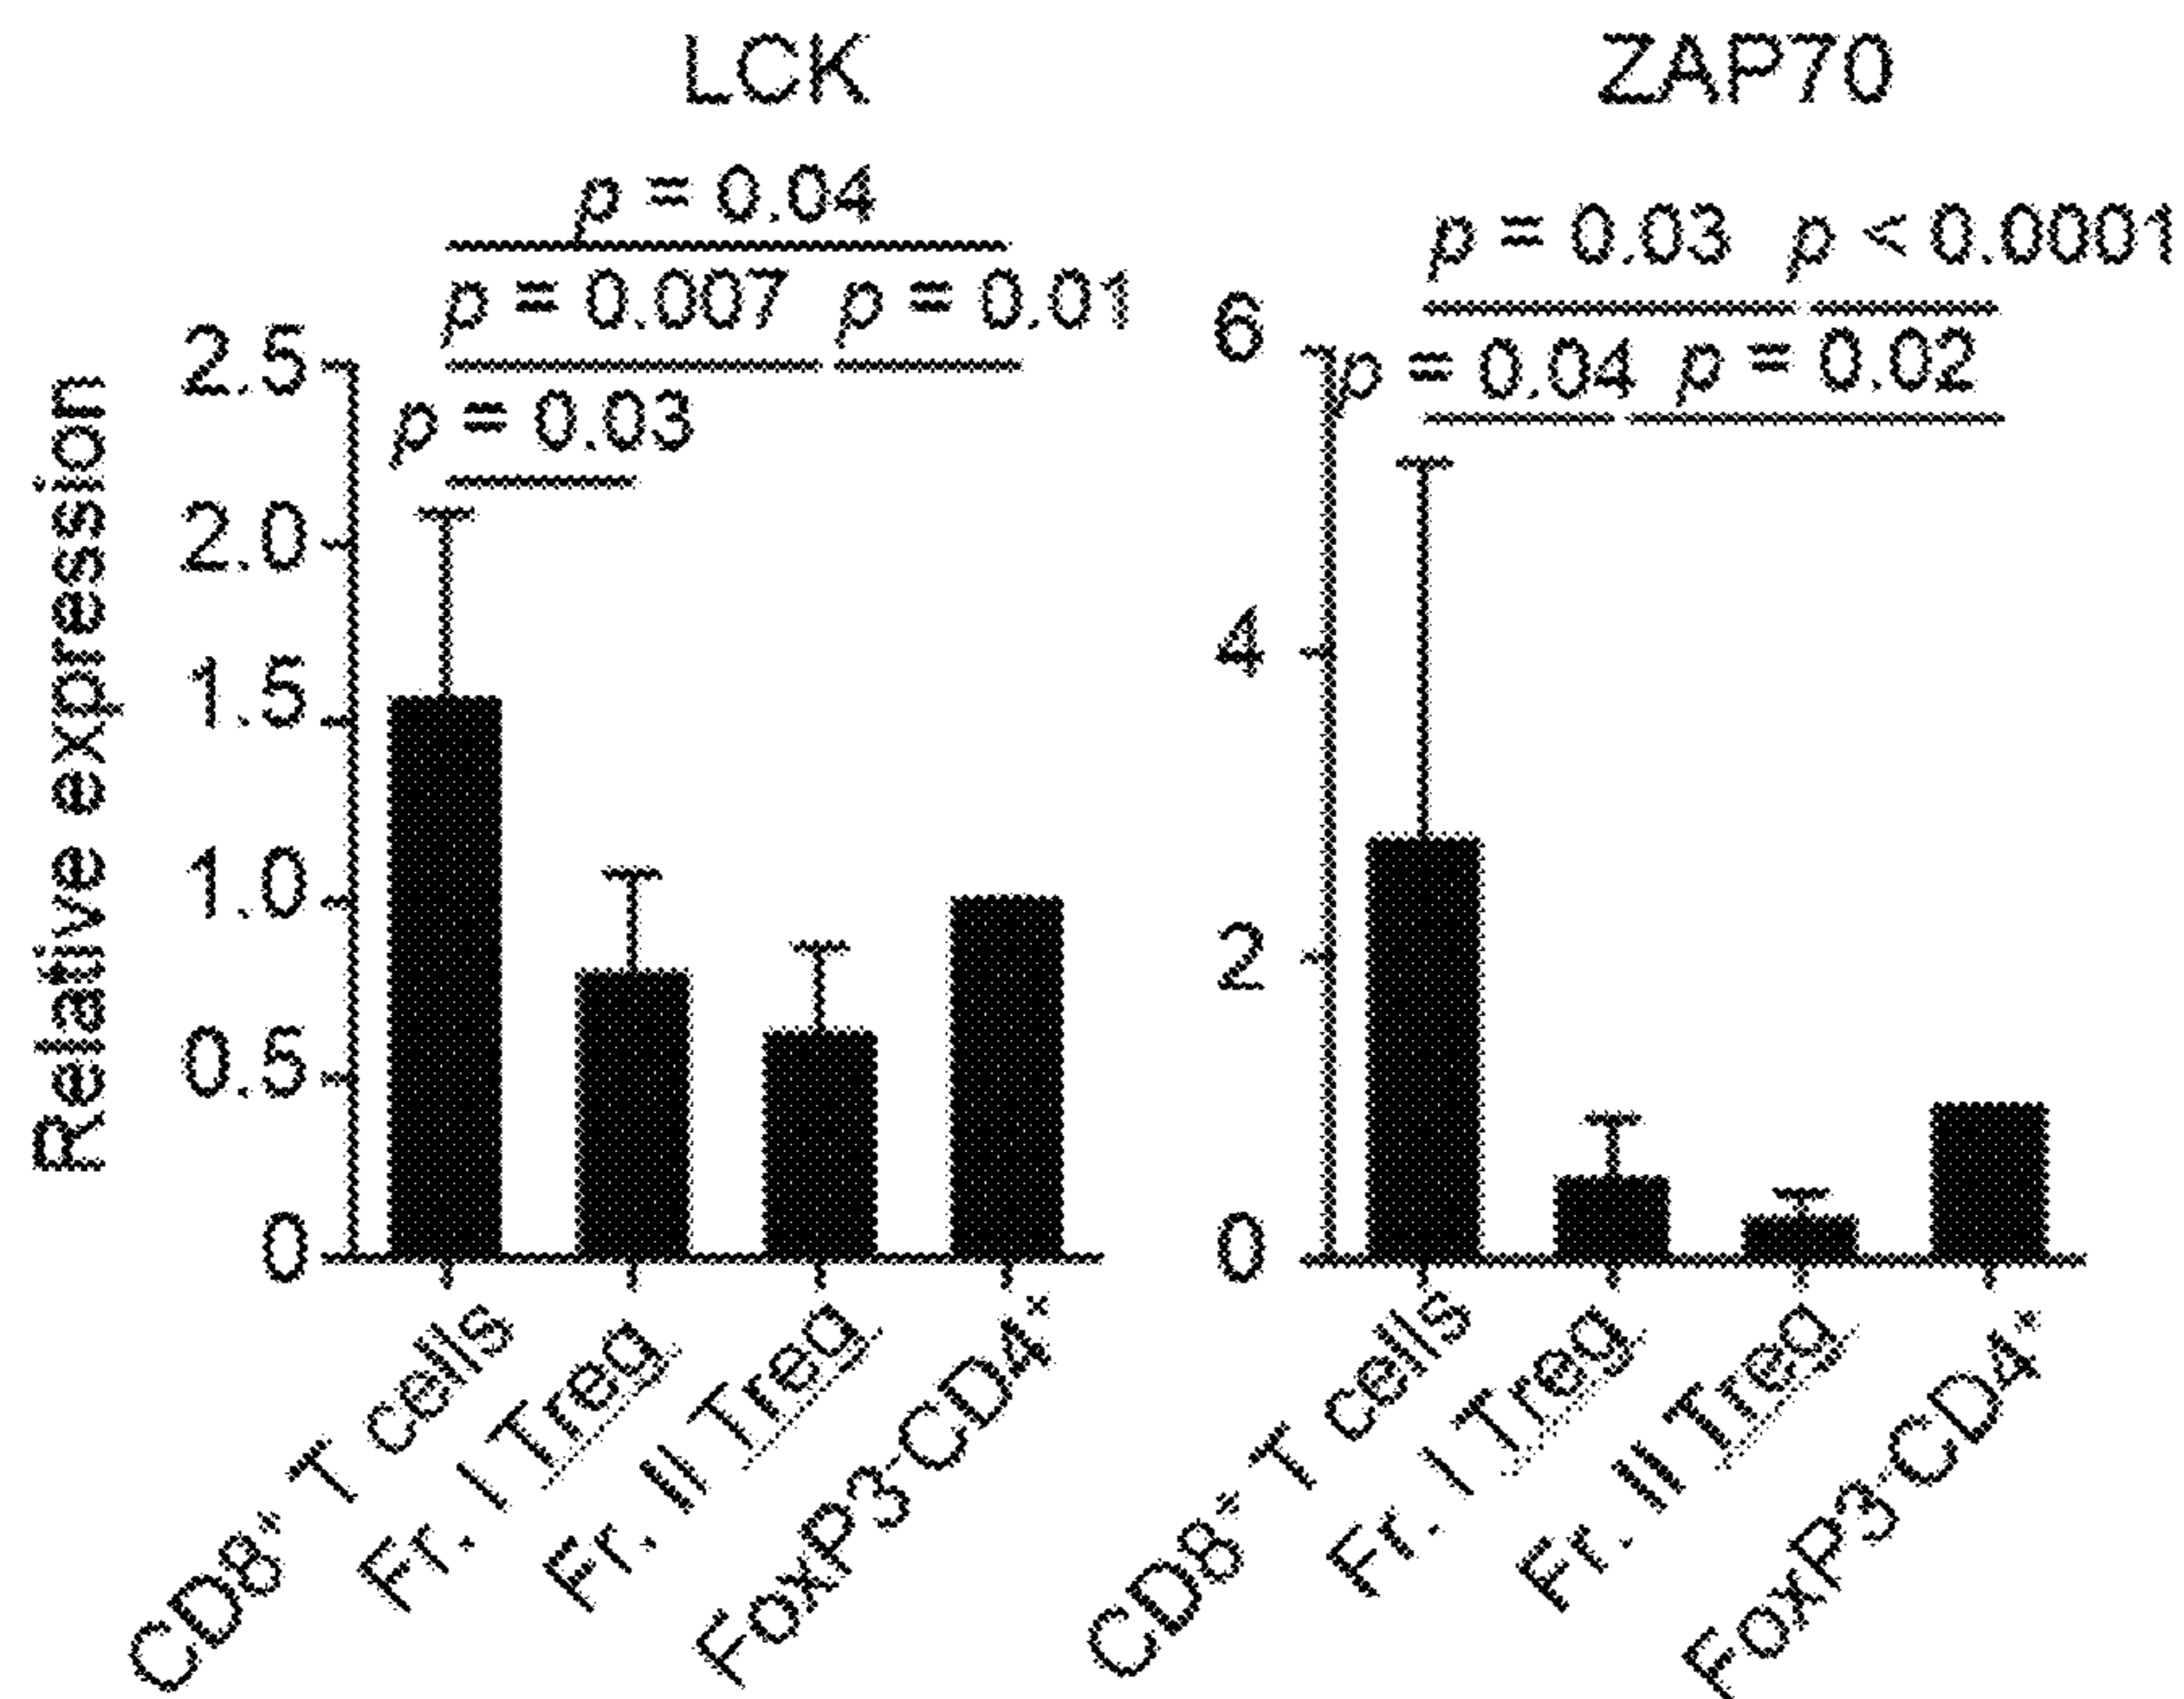 LCK
p = 0.04
p = 0.007 p = 0.01
p = 0.03
Relative expression
2.5
2.0
1.5
1.0
0.5
0
CD8⁺ T cells
Fr. I Treg
Fr. II Treg
FoxP3⁻CD4⁺
ZAP70
p = 0.03 p < 0.0001
p = 0.04 p = 0.02
6
4
2
0
CD8⁺ T cells
Fr. I Treg
Fr. II Treg
FoxP3⁻CD4⁺